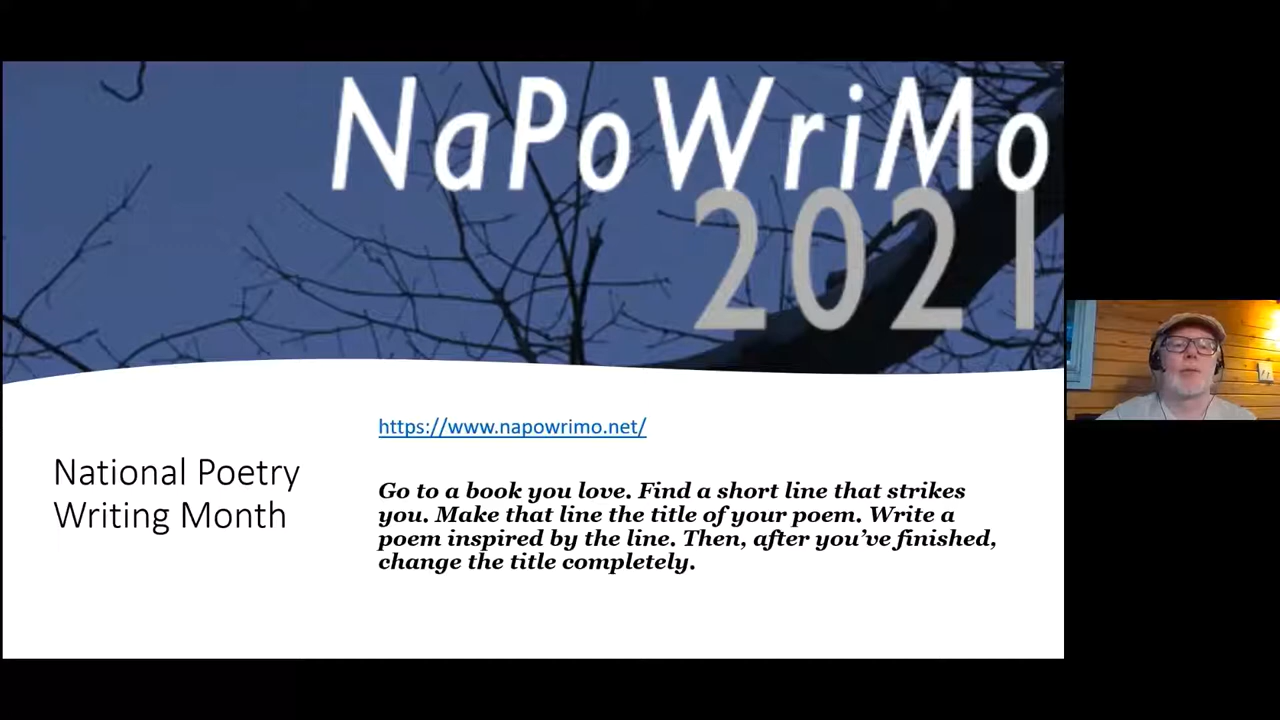 NaPoWriMo
2021
https://www.napowrimo.net/
National Poetry
Writing Month
Go to a book you love. Find a short line that strikes
you. Make that line the title of your poem. Write a
poem inspired by the line. Then, after you’ve finished,
change the title completely.